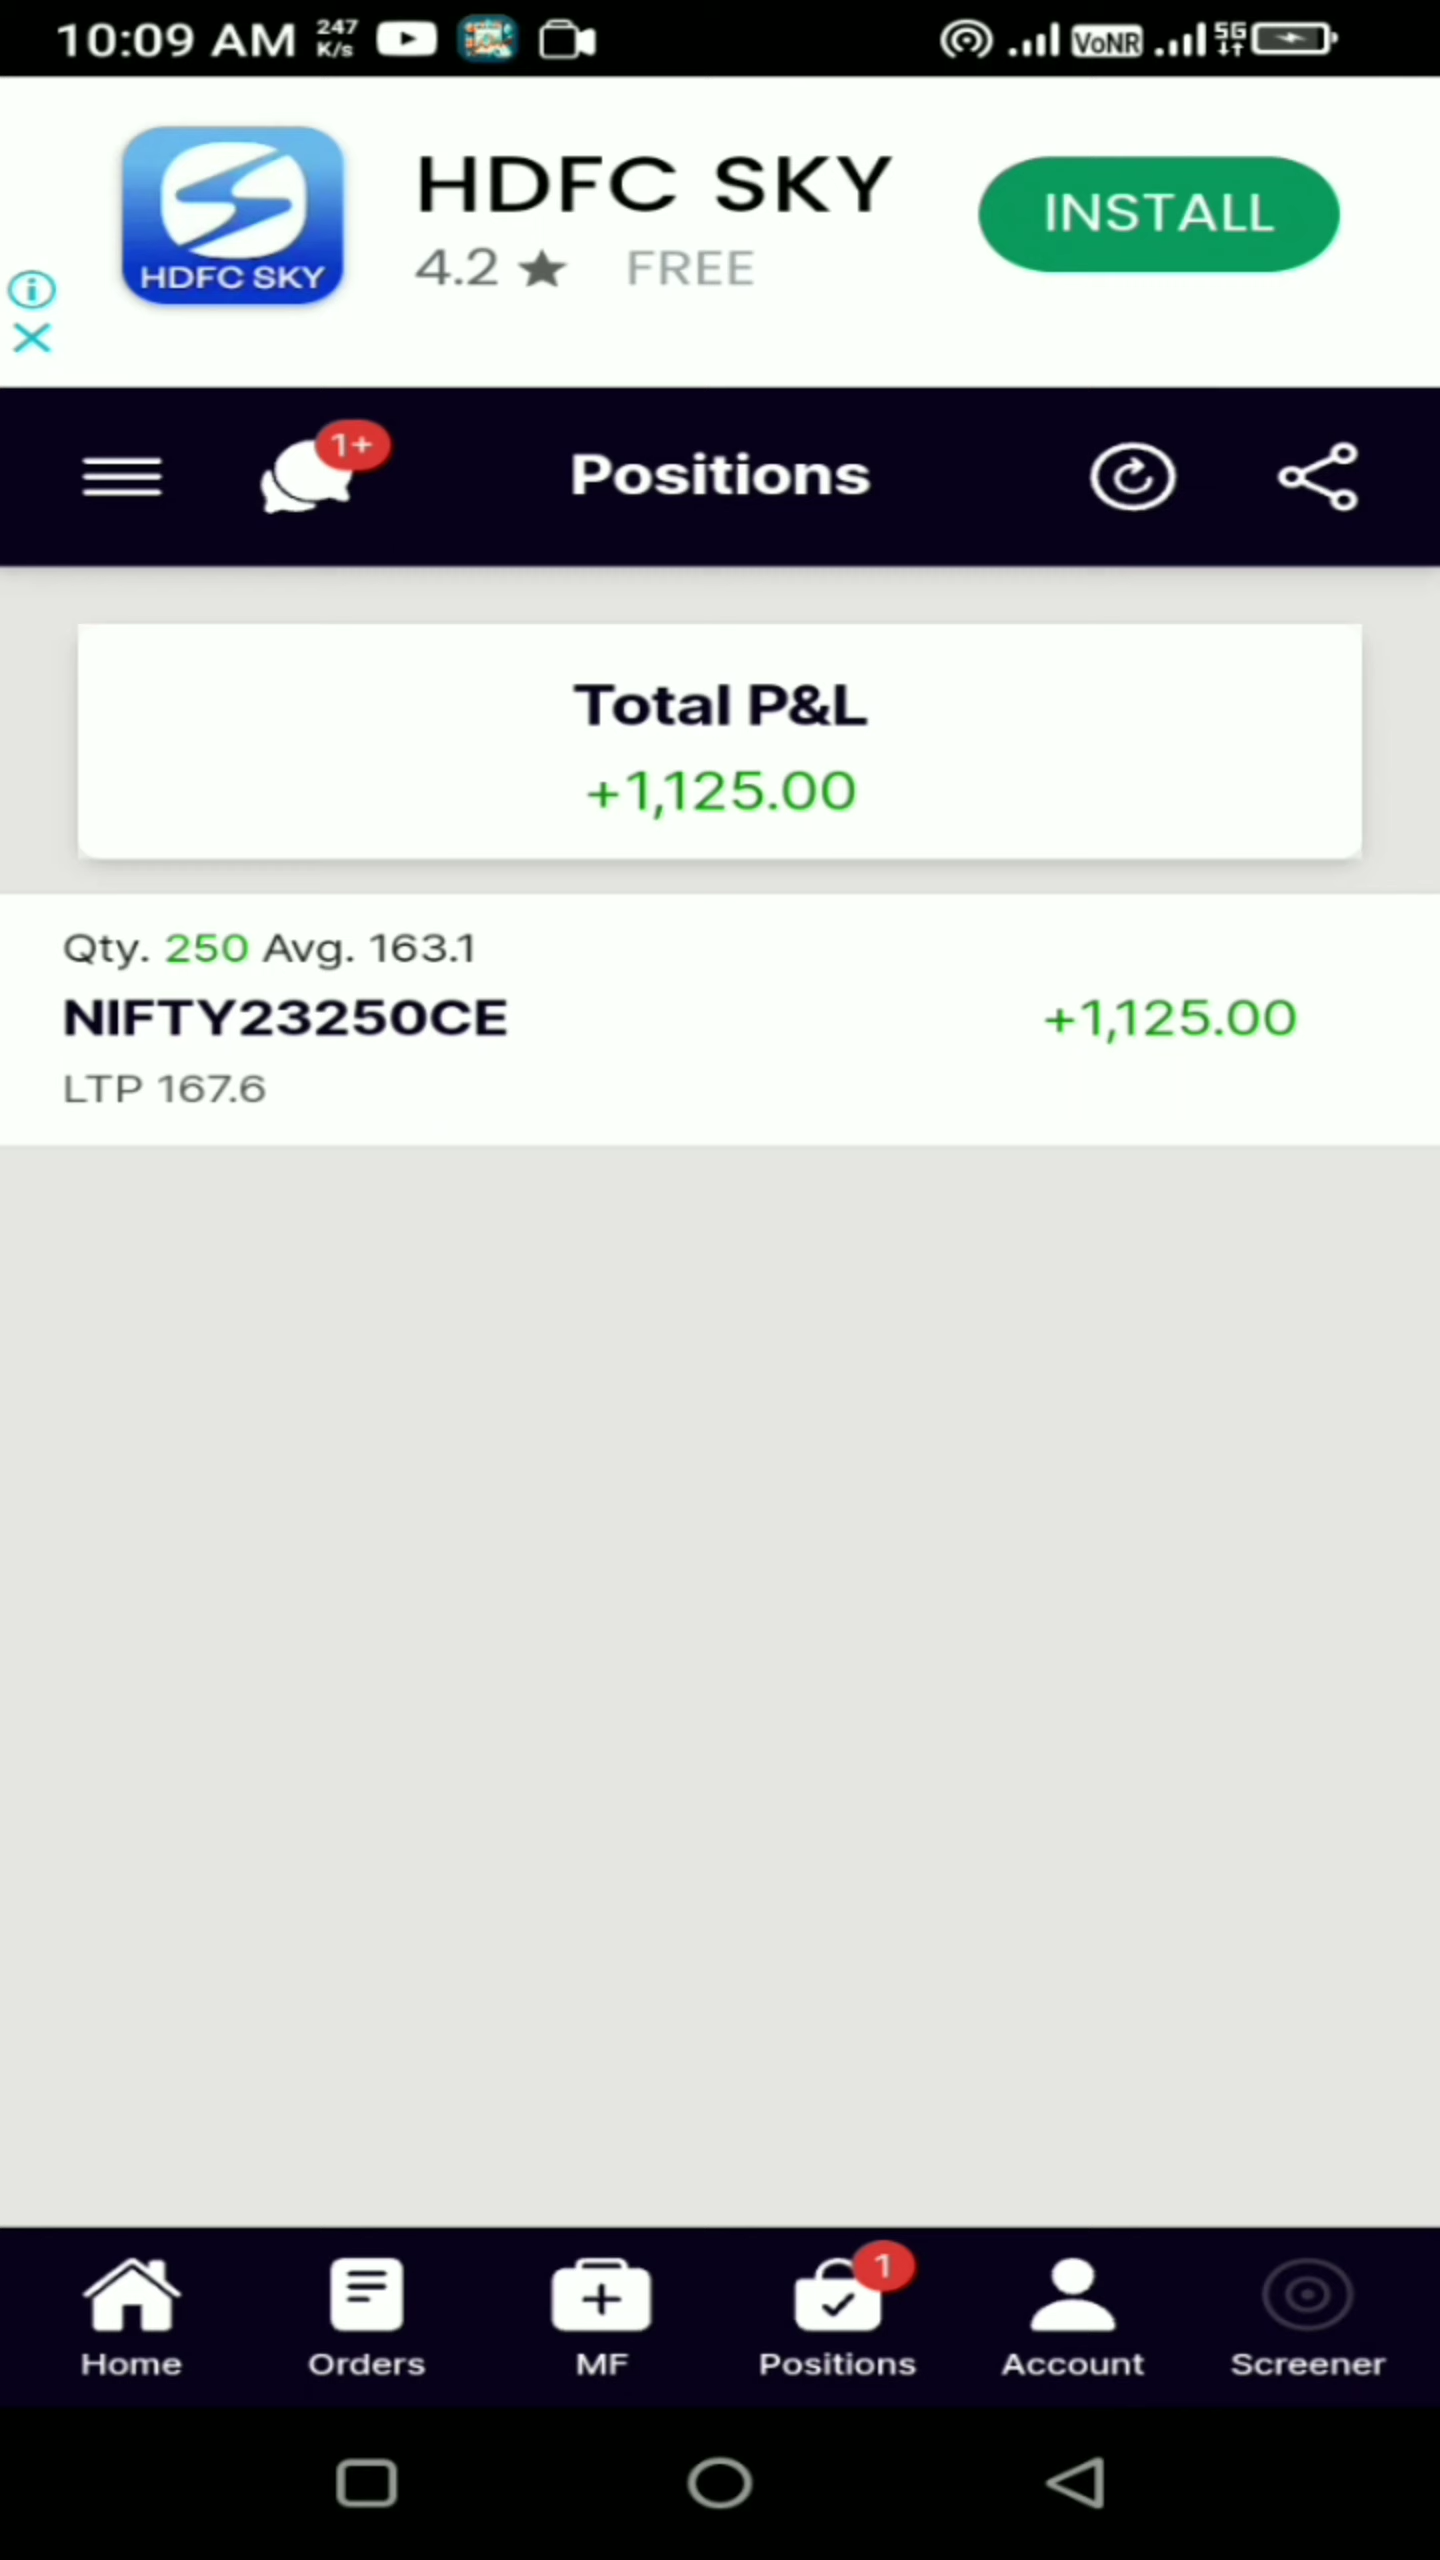 10:09 AM 247 K/s VoNR 5G
HDFC SKY
4.2 ★ FREE
INSTALL
HDFC SKY
1+
Positions
Total P&L
+1,125.00
Qty. 250 Avg. 163.1
NIFTY23250CE +1,125.00
LTP 167.6
1
Home Orders MF Positions Account Screener